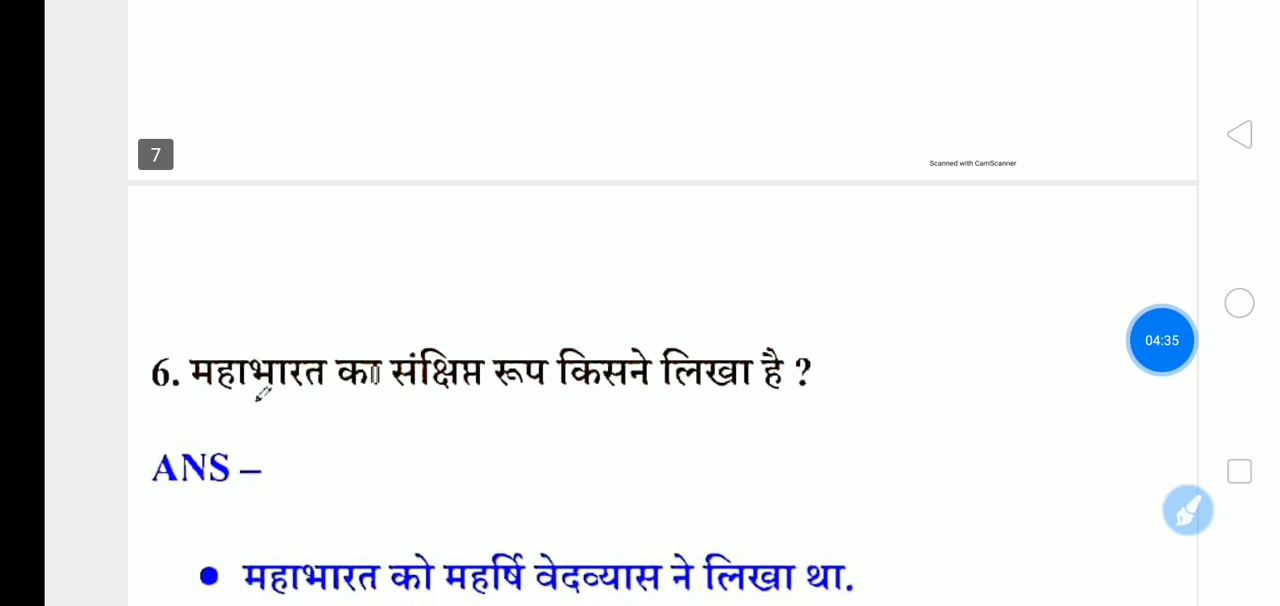 7
Scanned with CamScanner
6. महाभारत का संक्षिप्त रूप किसने लिखा है ?
04:35
ANS –
● महाभारत को महर्षि वेदव्यास ने लिखा था.